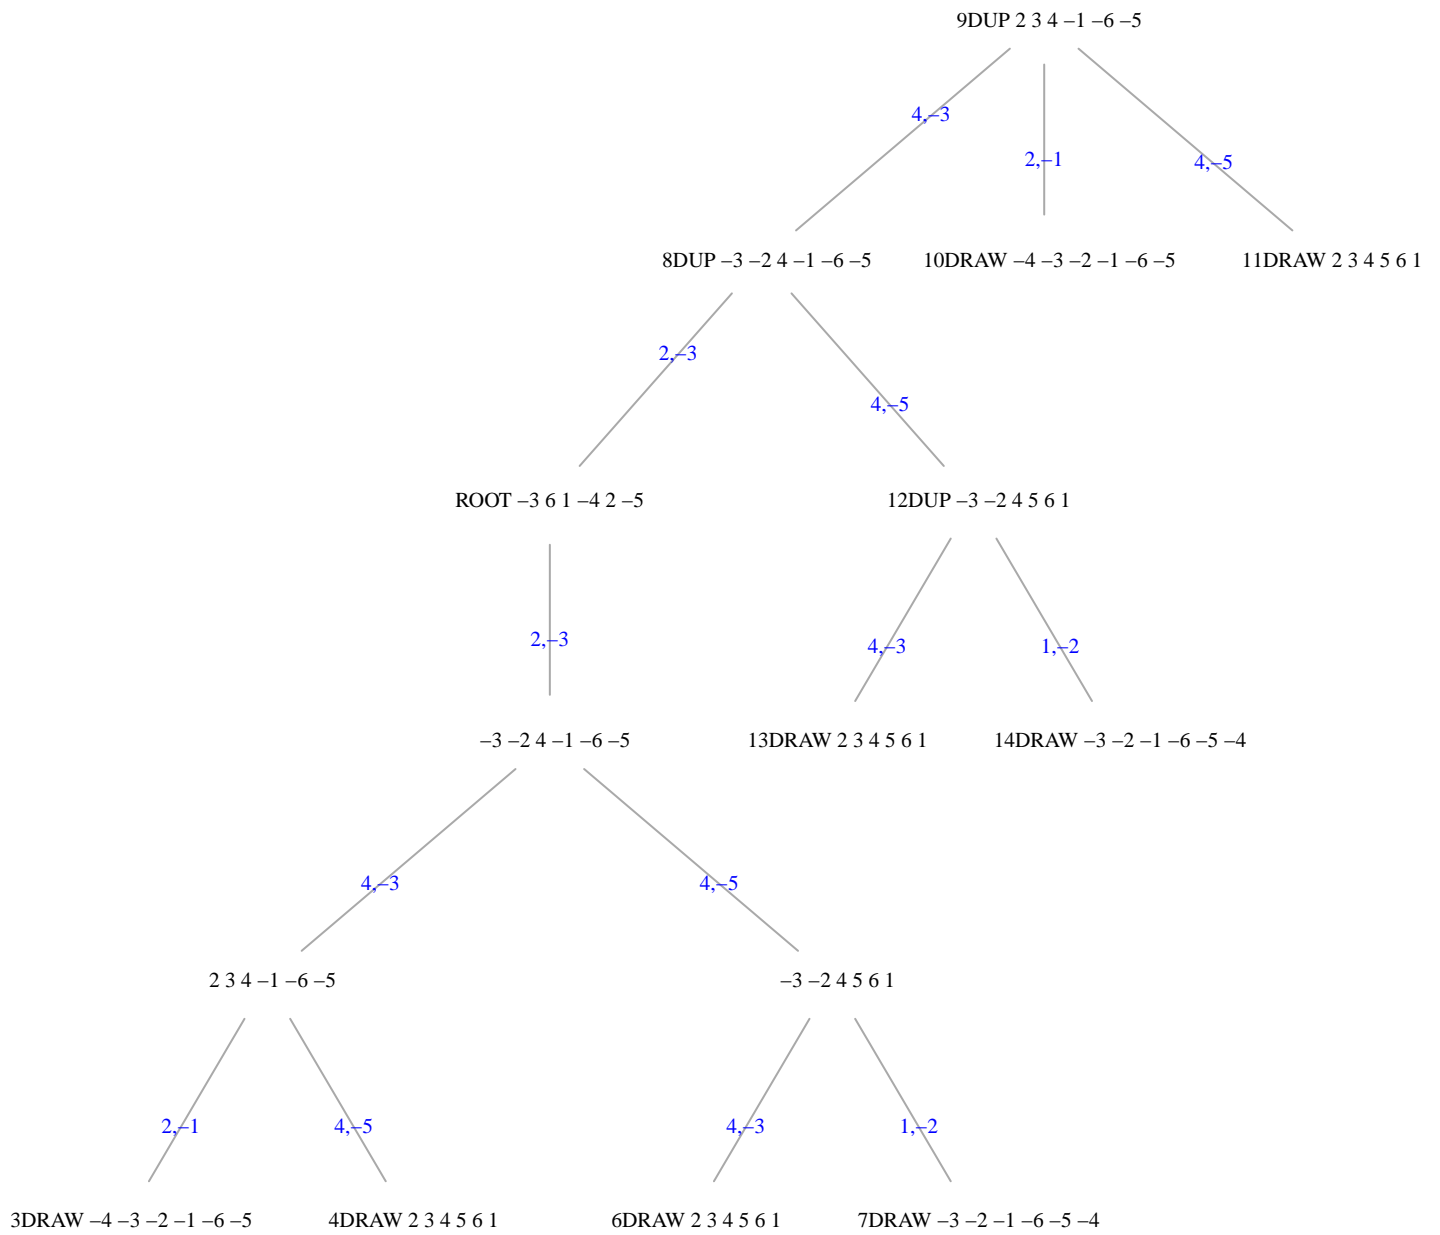 9DUP 2 3 4 –1 –6 –5
4,–3
2,–1
4,–5
8DUP –3 –2 4 –1 –6 –5
10DRAW –4 –3 –2 –1 –6 –5
11DRAW 2 3 4 5 6 1
2,–3
4,–5
ROOT –3 6 1 –4 2 –5
12DUP –3 –2 4 5 6 1
2,–3
4,–3
1,–2
–3 –2 4 –1 –6 –5
13DRAW 2 3 4 5 6 1
14DRAW –3 –2 –1 –6 –5 –4
4,–3
4,–5
2 3 4 –1 –6 –5
–3 –2 4 5 6 1
2,–1
4,–5
4,–3
1,–2
3DRAW –4 –3 –2 –1 –6 –5
4DRAW 2 3 4 5 6 1
6DRAW 2 3 4 5 6 1
7DRAW –3 –2 –1 –6 –5 –4